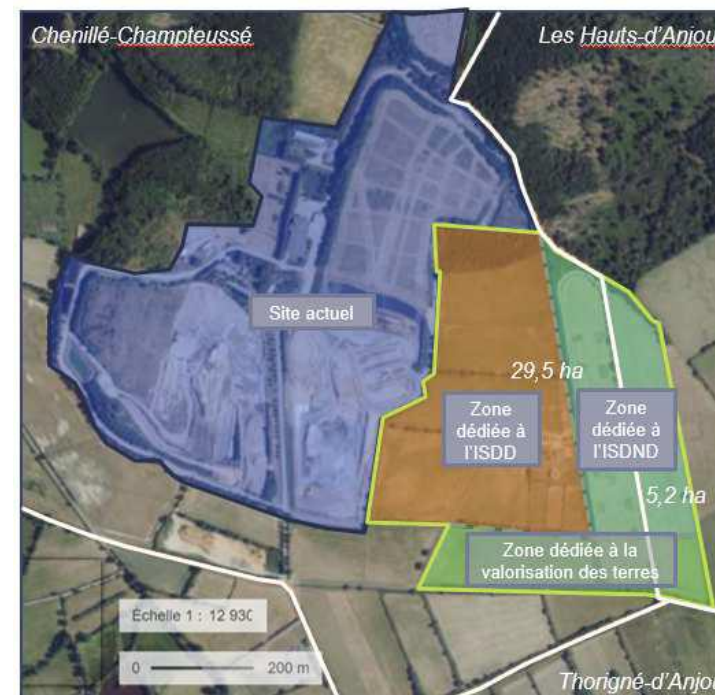 Chenillé-Champteussé
Les Hauts-d'Anjou
Site actuel
29,5 ha
Zone
dédiée à
l'ISDD
Zone
dédiée à
l'ISDND
5,2 ha
Zone dédiée à la
valorisation des terres
Échelle 1 : 12 930
0 200 m
Thorigné-d'Anjou